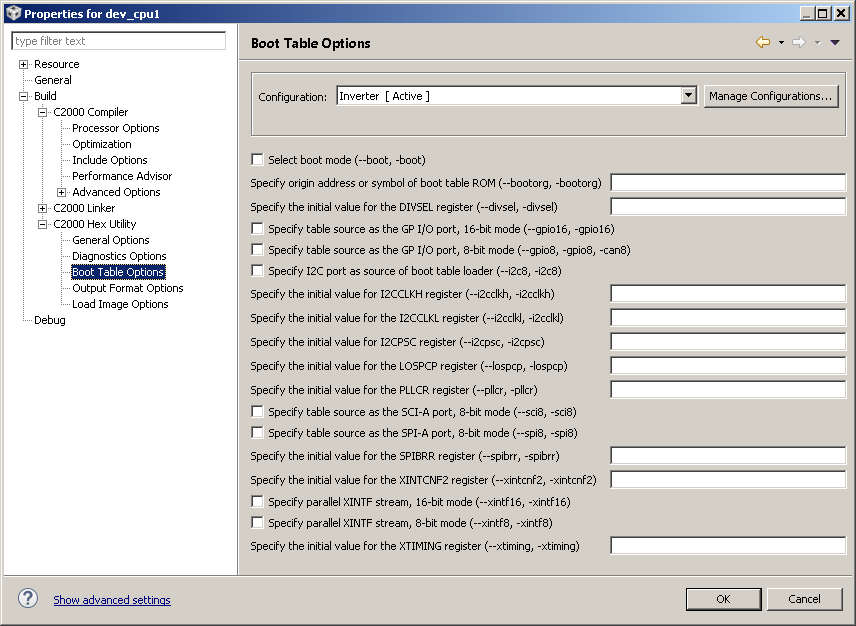 Properties for dev_cpu1
type filter text
Resource
General
Build
C2000 Compiler
Processor Options
Optimization
Include Options
Performance Advisor
Advanced Options
C2000 Linker
C2000 Hex Utility
General Options
Diagnostics Options
Boot Table Options
Output Format Options
Load Image Options
Debug
Boot Table Options
Configuration: Inverter [ Active ] Manage Configurations...
Select boot mode (--boot, -boot)
Specify origin address or symbol of boot table ROM (--bootorg, -bootorg)
Specify the initial value for the DIVSEL register (--divsel, -divsel)
Specify table source as the GP I/O port, 16-bit mode (--gpio16, -gpio16)
Specify table source as the GP I/O port, 8-bit mode (--gpio8, -gpio8, -can8)
Specify I2C port as source of boot table loader (--i2c8, -i2c8)
Specify the initial value for I2CCLKH register (--i2cclkh, -i2cclkh)
Specify the initial value for the I2CCLKL register (--i2cclkl, -i2cclkl)
Specify the initial value for I2CPSC register (--i2cpsc, -i2cpsc)
Specify the initial value for the LOSPCP register (--lospcp, -lospcp)
Specify the initial value for the PLLCR register (--pllcr, -pllcr)
Specify table source as the SCI-A port, 8-bit mode (--sci8, -sci8)
Specify table source as the SPI-A port, 8-bit mode (--spi8, -spi8)
Specify the initial value for the SPIBRR register (--spibrr, -spibrr)
Specify the initial value for the XINTCNF2 register (--xintcnf2, -xintcnf2)
Specify parallel XINTF stream, 16-bit mode (--xintf16, -xintf16)
Specify parallel XINTF stream, 8-bit mode (--xintf8, -xintf8)
Specify the initial value for the XTIMING register (--xtiming, -xtiming)
? Show advanced settings
OK Cancel